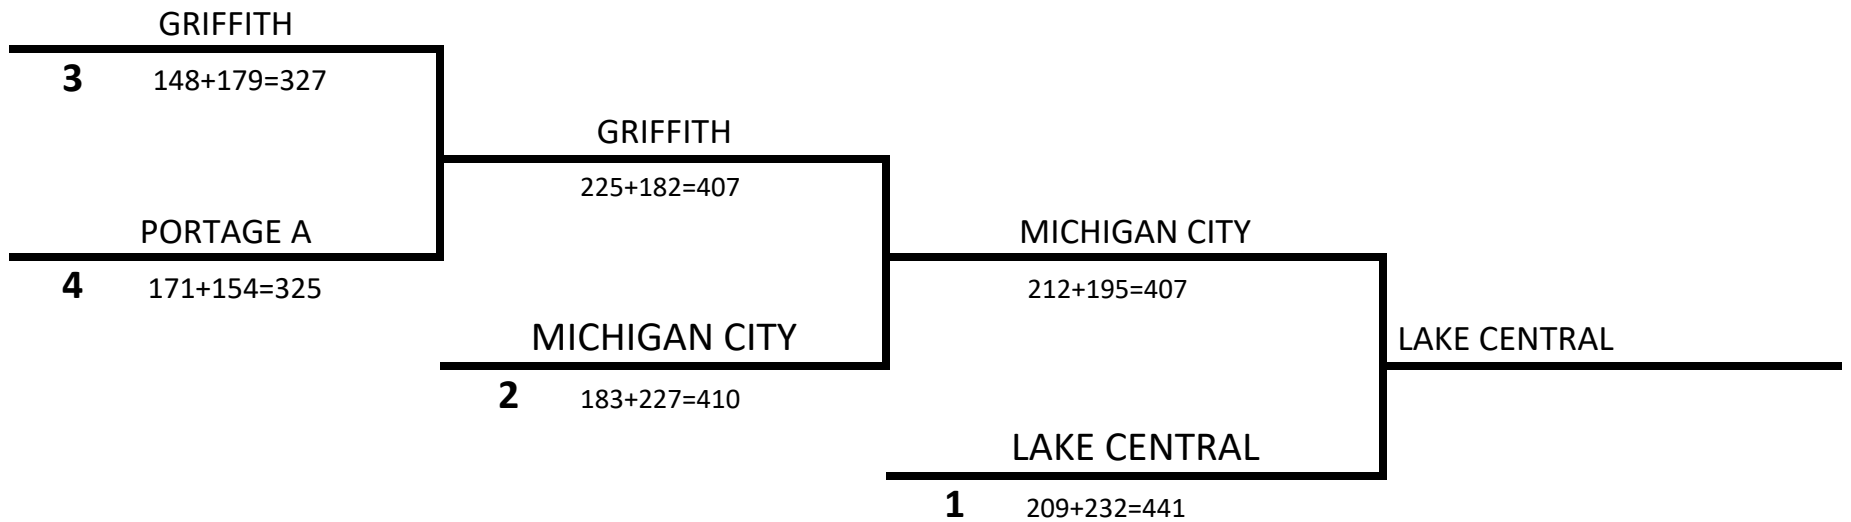 GRIFFITH
3 148+179=327
GRIFFITH
225+182=407
PORTAGE A
4 171+154=325
MICHIGAN CITY
212+195=407
MICHIGAN CITY
2 183+227=410
LAKE CENTRAL
LAKE CENTRAL
1 209+232=441